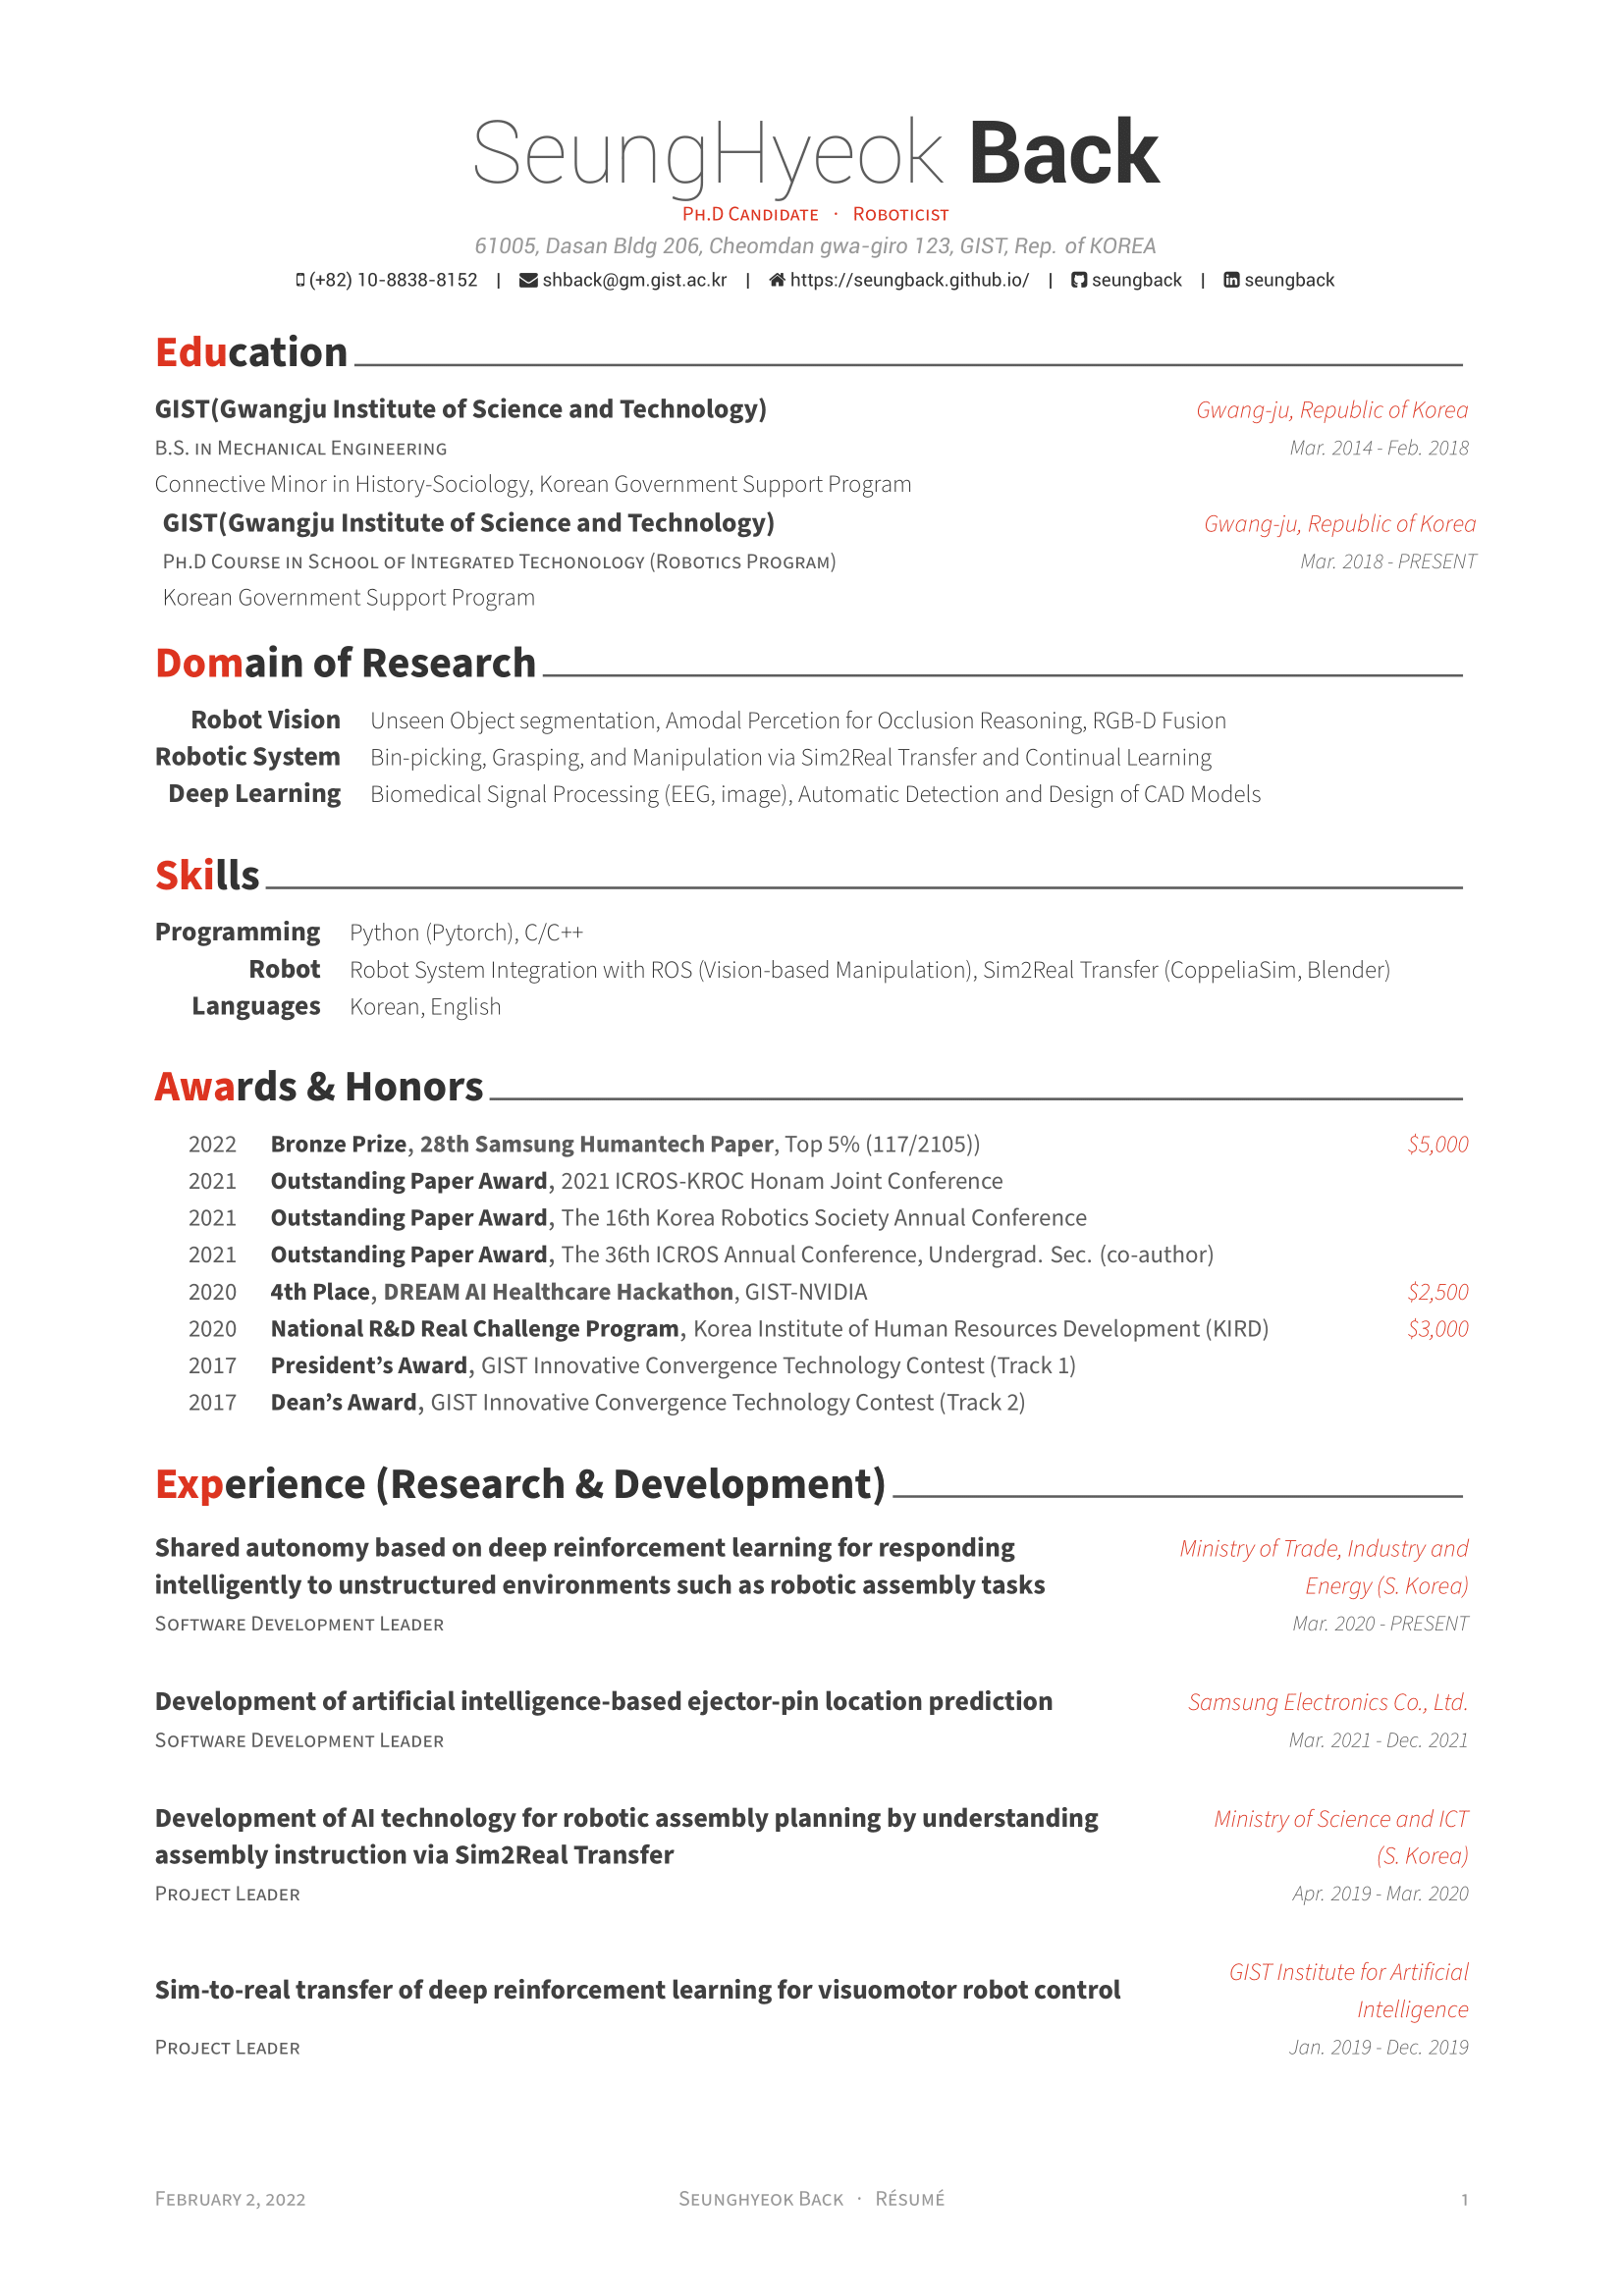 SeungHyeok Back
Ph.D Candidate · Roboticist
61005, Dasan Bldg 206, Cheomdan gwa-giro 123, GIST, Rep. of KOREA
(+82) 10-8838-8152 | shback@gm.gist.ac.kr | https://seungback.github.io/ | seungback | seungback
Education
GIST(Gwangju Institute of Science and Technology) Gwang-ju, Republic of Korea
B.S. in Mechanical Engineering Mar. 2014 - Feb. 2018
Connective Minor in History-Sociology, Korean Government Support Program
GIST(Gwangju Institute of Science and Technology) Gwang-ju, Republic of Korea
Ph.D Course in School of Integrated Techonology (Robotics Program) Mar. 2018 - PRESENT
Korean Government Support Program
Domain of Research
Robot Vision Unseen Object segmentation, Amodal Percetion for Occlusion Reasoning, RGB-D Fusion
Robotic System Bin-picking, Grasping, and Manipulation via Sim2Real Transfer and Continual Learning
Deep Learning Biomedical Signal Processing (EEG, image), Automatic Detection and Design of CAD Models
Skills
Programming Python (Pytorch), C/C++
Robot Robot System Integration with ROS (Vision-based Manipulation), Sim2Real Transfer (CoppeliaSim, Blender)
Languages Korean, English
Awards & Honors
2022 Bronze Prize, 28th Samsung Humantech Paper, Top 5% (117/2105)) $5,000
2021 Outstanding Paper Award, 2021 ICROS-KROC Honam Joint Conference
2021 Outstanding Paper Award, The 16th Korea Robotics Society Annual Conference
2021 Outstanding Paper Award, The 36th ICROS Annual Conference, Undergrad. Sec. (co-author)
2020 4th Place, DREAM AI Healthcare Hackathon, GIST-NVIDIA $2,500
2020 National R&D Real Challenge Program, Korea Institute of Human Resources Development (KIRD) $3,000
2017 President's Award, GIST Innovative Convergence Technology Contest (Track 1)
2017 Dean's Award, GIST Innovative Convergence Technology Contest (Track 2)
Experience (Research & Development)
Shared autonomy based on deep reinforcement learning for responding Ministry of Trade, Industry and
intelligently to unstructured environments such as robotic assembly tasks Energy (S. Korea)
Software Development Leader Mar. 2020 - PRESENT
Development of artificial intelligence-based ejector-pin location prediction Samsung Electronics Co., Ltd.
Software Development Leader Mar. 2021 - Dec. 2021
Development of AI technology for robotic assembly planning by understanding Ministry of Science and ICT
assembly instruction via Sim2Real Transfer (S. Korea)
Project Leader Apr. 2019 - Mar. 2020
Sim-to-real transfer of deep reinforcement learning for visuomotor robot control GIST Institute for Artificial
Intelligence
Project Leader Jan. 2019 - Dec. 2019
February 2, 2022 Seunghyeok Back · Résumé 1